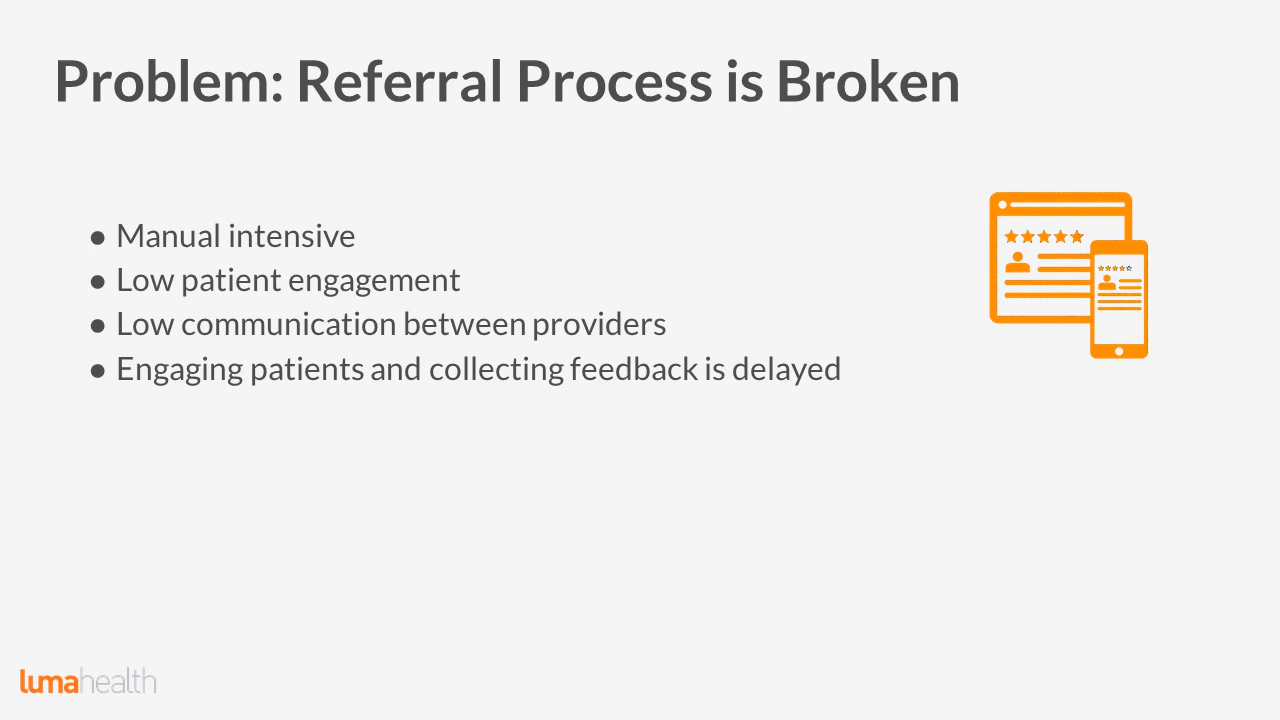 Problem: Referral Process is Broken
● Manual intensive
● Low patient engagement
● Low communication between providers
● Engaging patients and collecting feedback is delayed
lumahealth